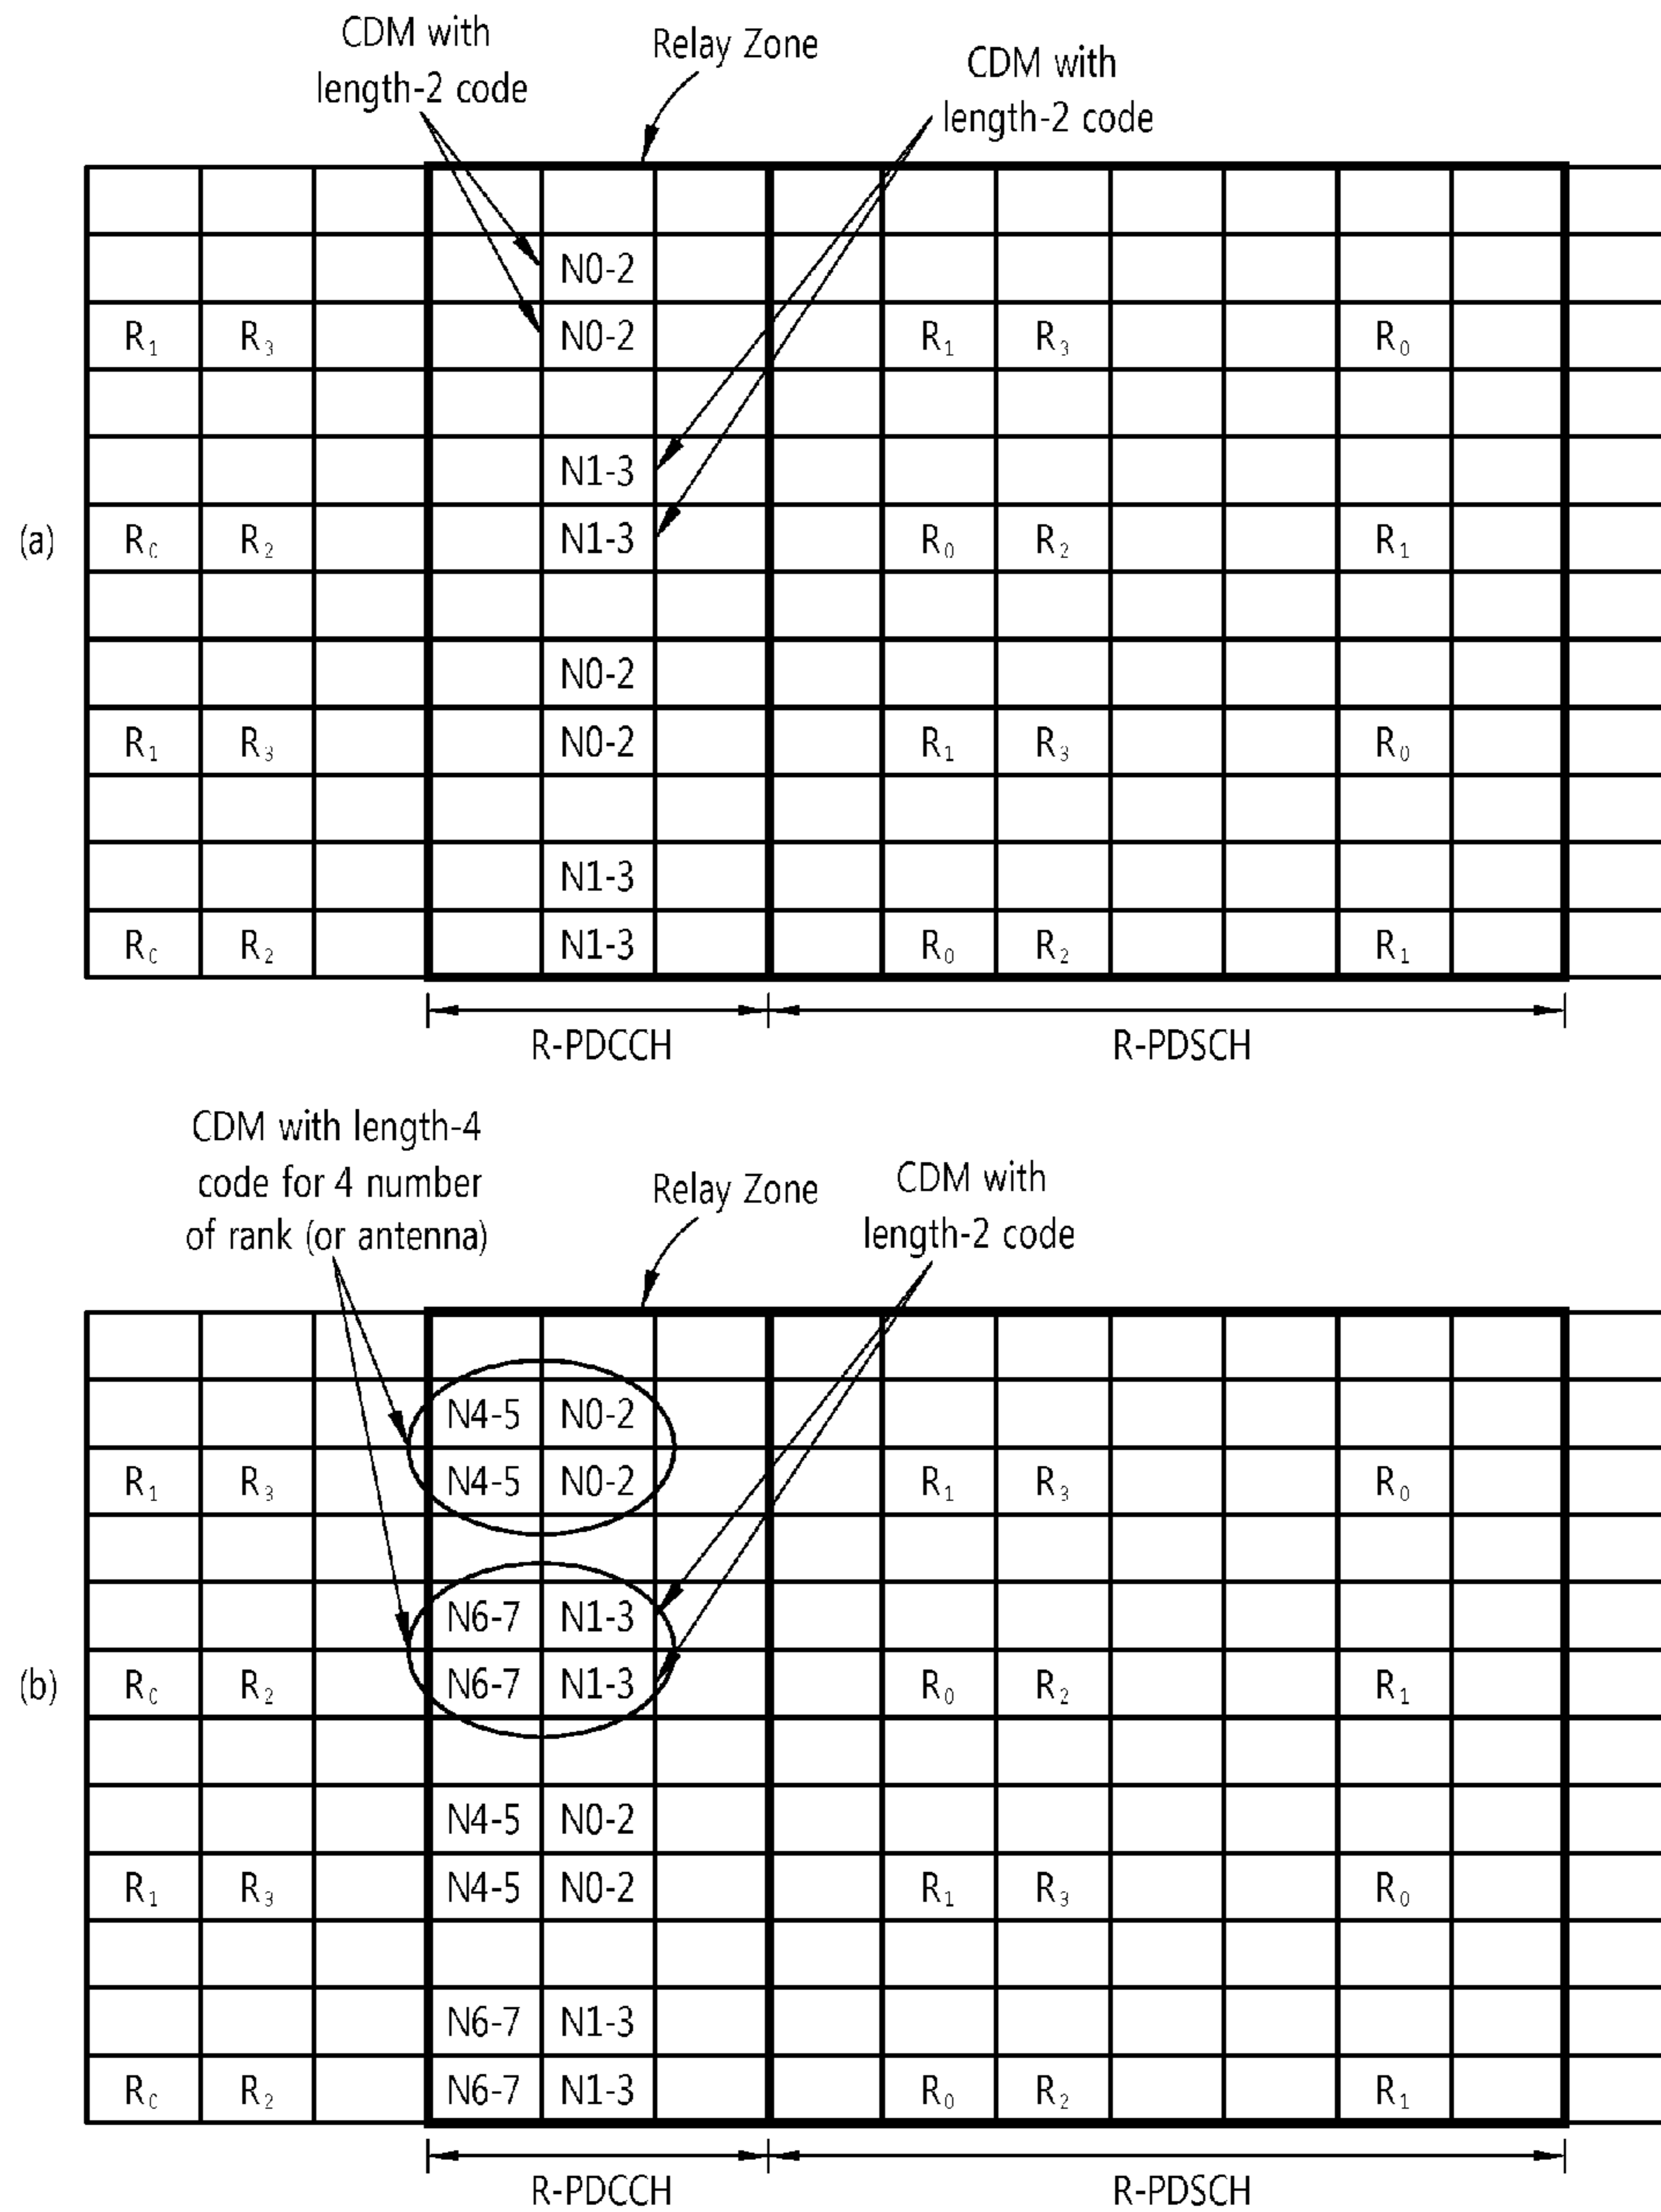 CDM with
length-2 code
Relay Zone
CDM with
length-2 code
N0-2
R₁ R₃ N0-2 R₁ R₃ R₀
N1-3
(a) R₀ R₂ N1-3 R₀ R₂ R₁
N0-2
R₁ R₃ N0-2 R₁ R₃ R₀
N1-3
R₀ R₂ N1-3 R₀ R₂ R₁
R-PDCCH R-PDSCH
CDM with length-4
code for 4 number
of rank (or antenna)
Relay Zone
CDM with
length-2 code
N4-5 N0-2
R₁ R₃ N4-5 N0-2 R₁ R₃ R₀
N6-7 N1-3
(b) R₀ R₂ N6-7 N1-3 R₀ R₂ R₁
N4-5 N0-2
R₁ R₃ N4-5 N0-2 R₁ R₃ R₀
N6-7 N1-3
R₀ R₂ N6-7 N1-3 R₀ R₂ R₁
R-PDCCH R-PDSCH